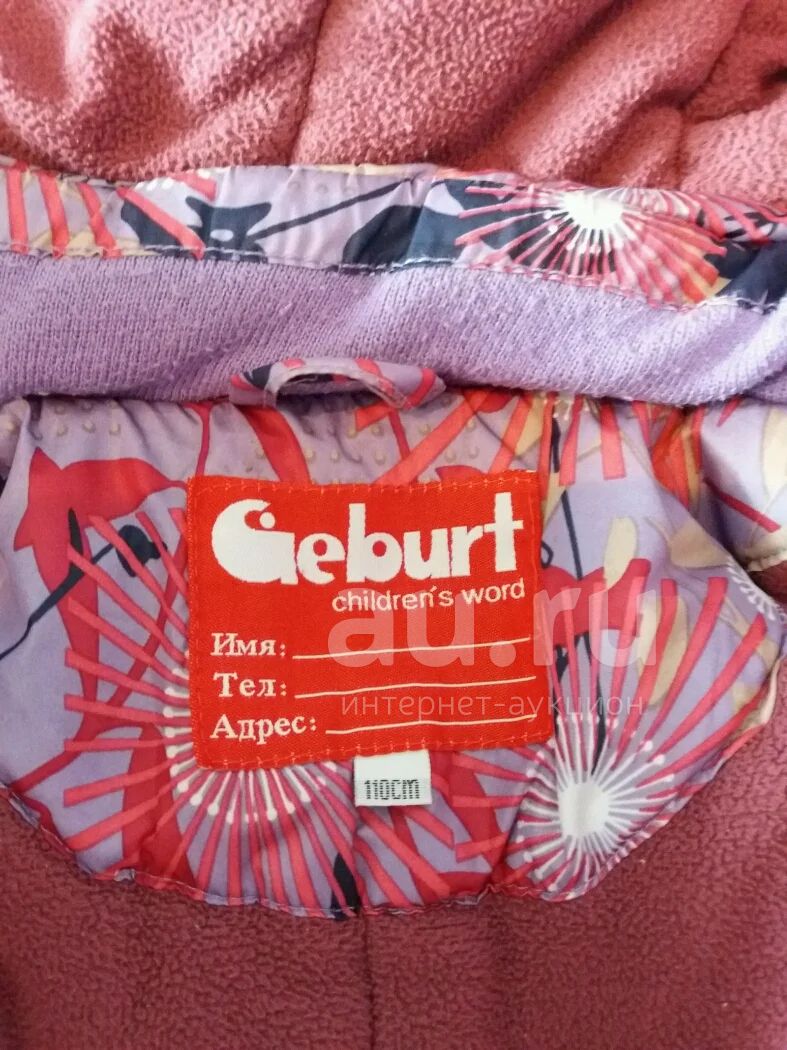 Geburt
children's word
Имя:
Тел:
Адрес:
au.ru
интернет-аукцион
110cm